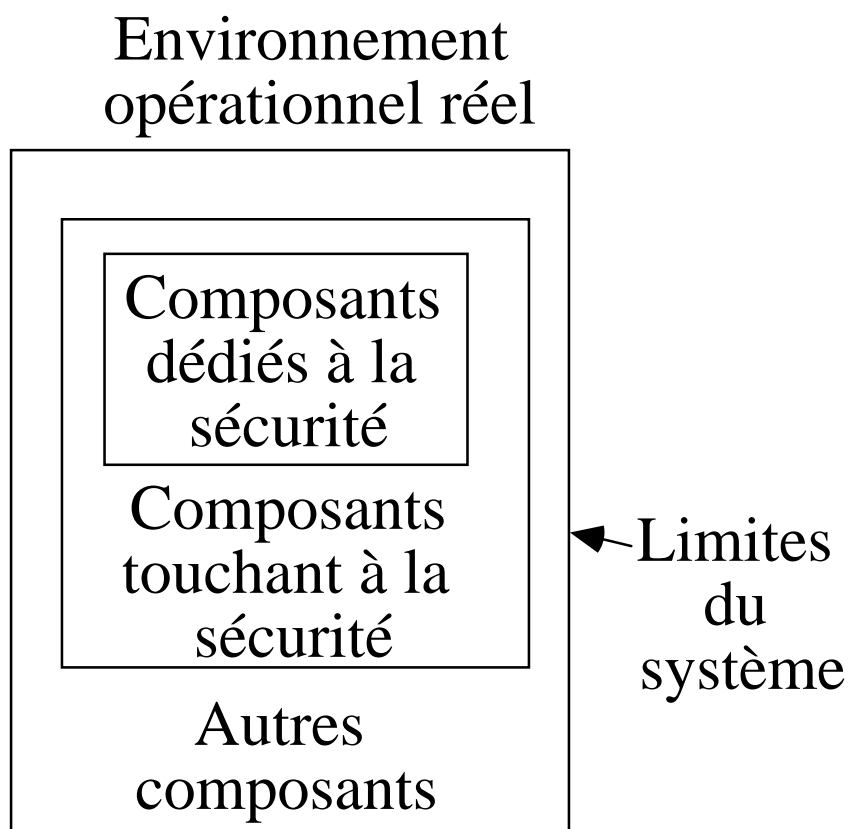 Environnement
opérationnel réel
Composants
dédiés à la
sécurité
Composants
touchant à la
sécurité
Limites
du
système
Autres
composants